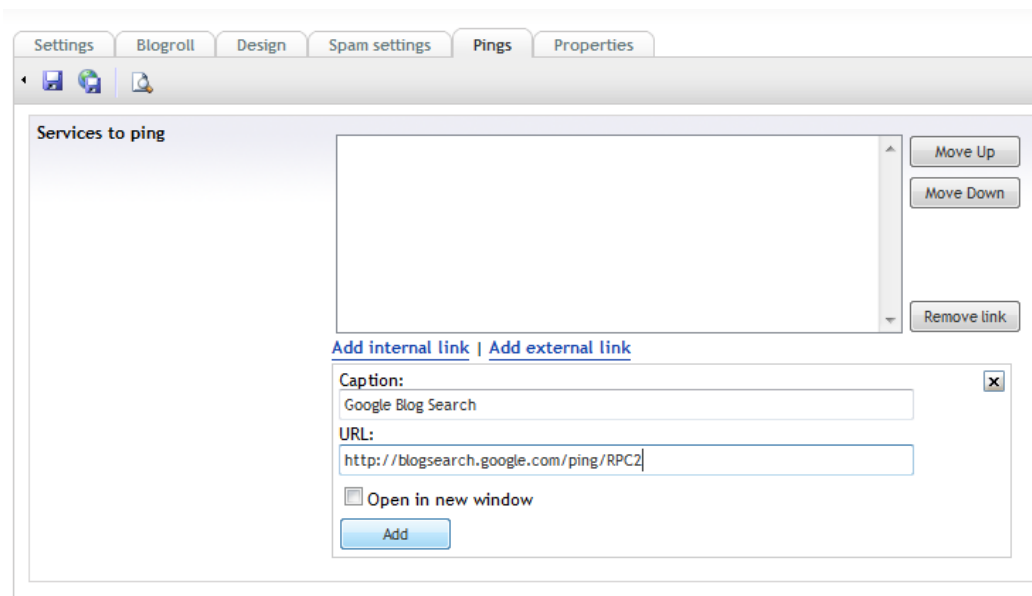 Settings Blogroll Design Spam settings Pings Properties
Services to ping
Move Up
Move Down
Remove link
Add internal link | Add external link
Caption:
Google Blog Search
URL:
http://blogsearch.google.com/ping/RPC2
Open in new window
Add